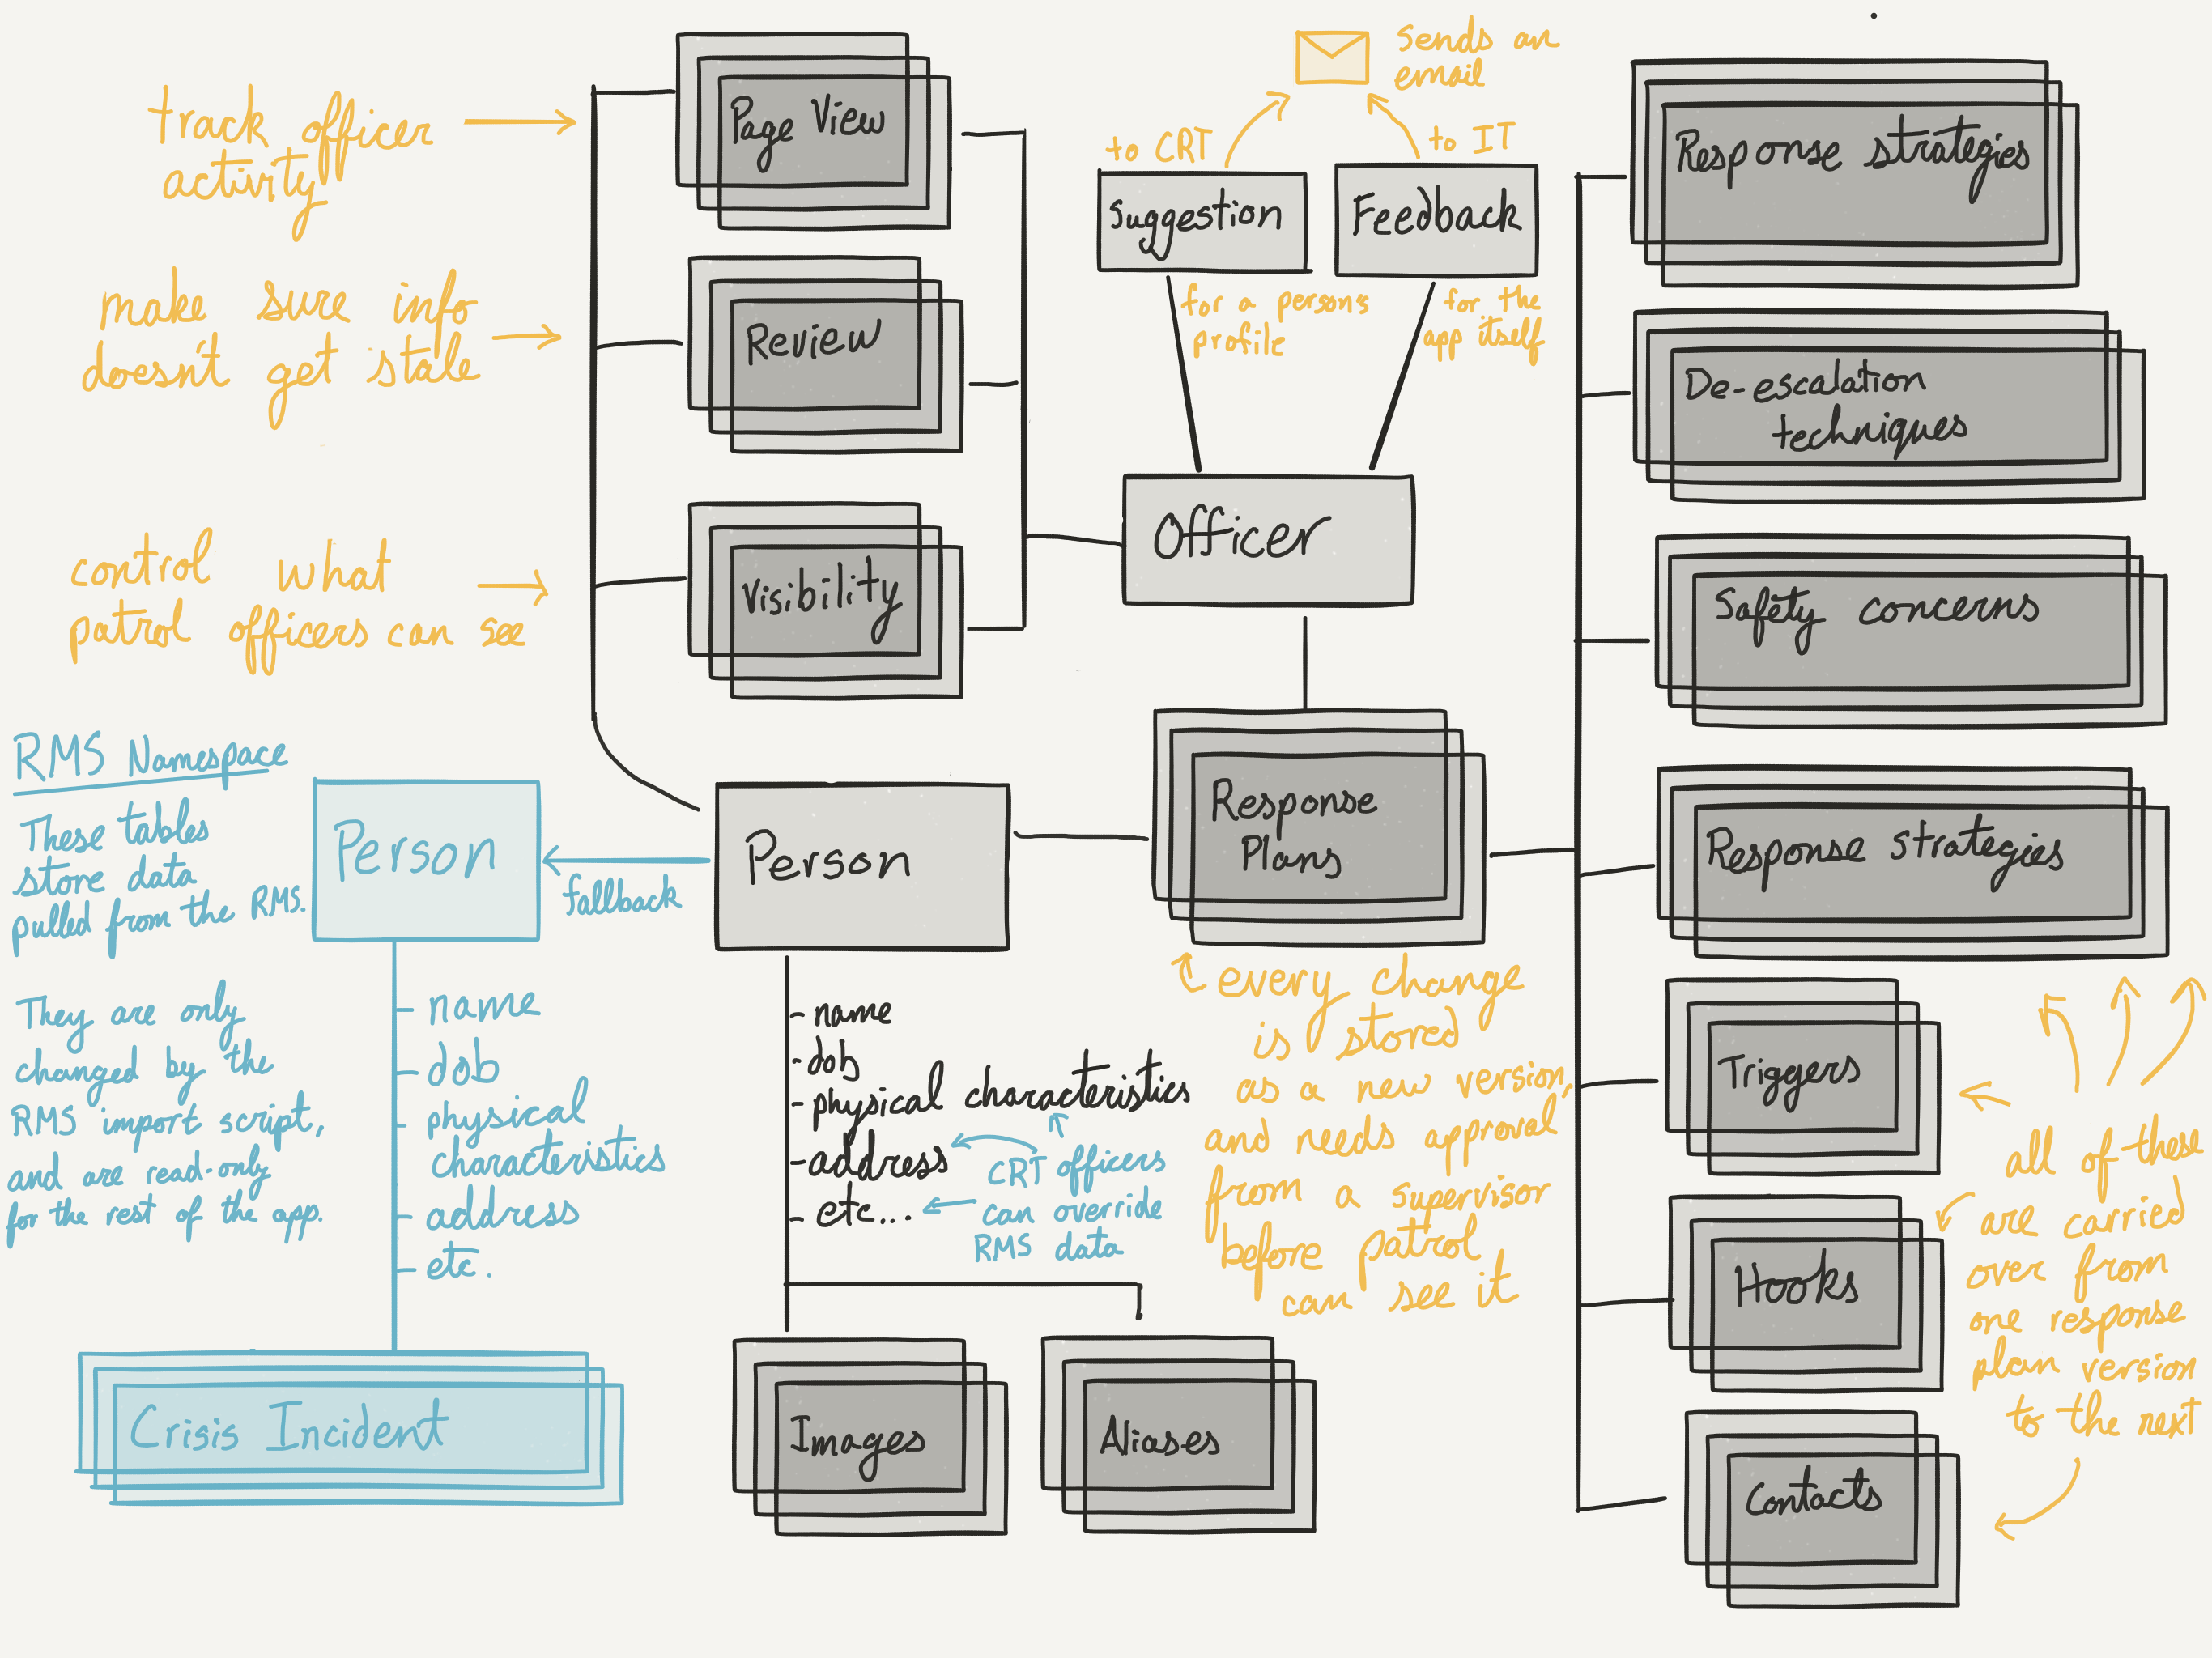 track officer
activity
make sure info
doesn't get stale
control what
patrol officers can see
Page View
Review
Visibility
sends an
email
to CRT
to IT
Suggestion
Feedback
for a person's
profile
for the
app itself
Officer
Response strategies
De-escalation
techniques
Safety concerns
Response strategies
Triggers
Hooks
Contacts
all of these
are carried
over from
one response
plan version
to the next
Response
Plans
every change
is stored
as a new version,
and needs approval
from a supervisor
before patrol
can see it
Person
- name
- dob
- physical characteristics
- address
- etc...
CRT officers
can override
RMS data
Images
Aliases
fallback
RMS Namespace
These tables
store data
pulled from the RMS.
They are only
changed by the
RMS import script,
and are read-only
for the rest of the app.
Person
- name
- dob
- physical
characteristics
- address
- etc.
Crisis Incident